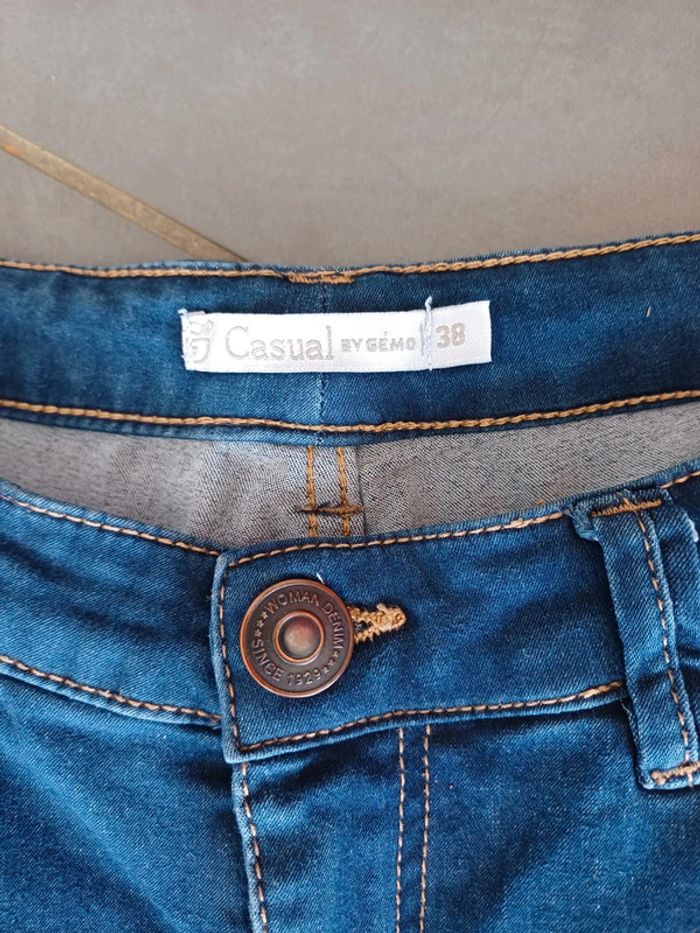 Casual BY GÉMO 38
WOMAN DENIM
SINCE 1929